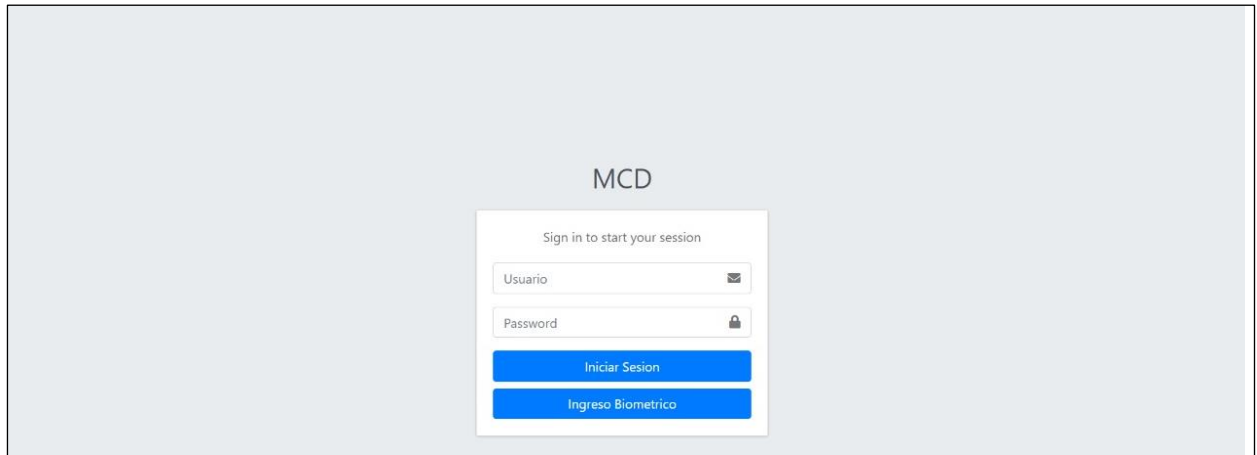 MCD
Sign in to start your session
Usuario
Password
Iniciar Sesion
Ingreso Biometrico